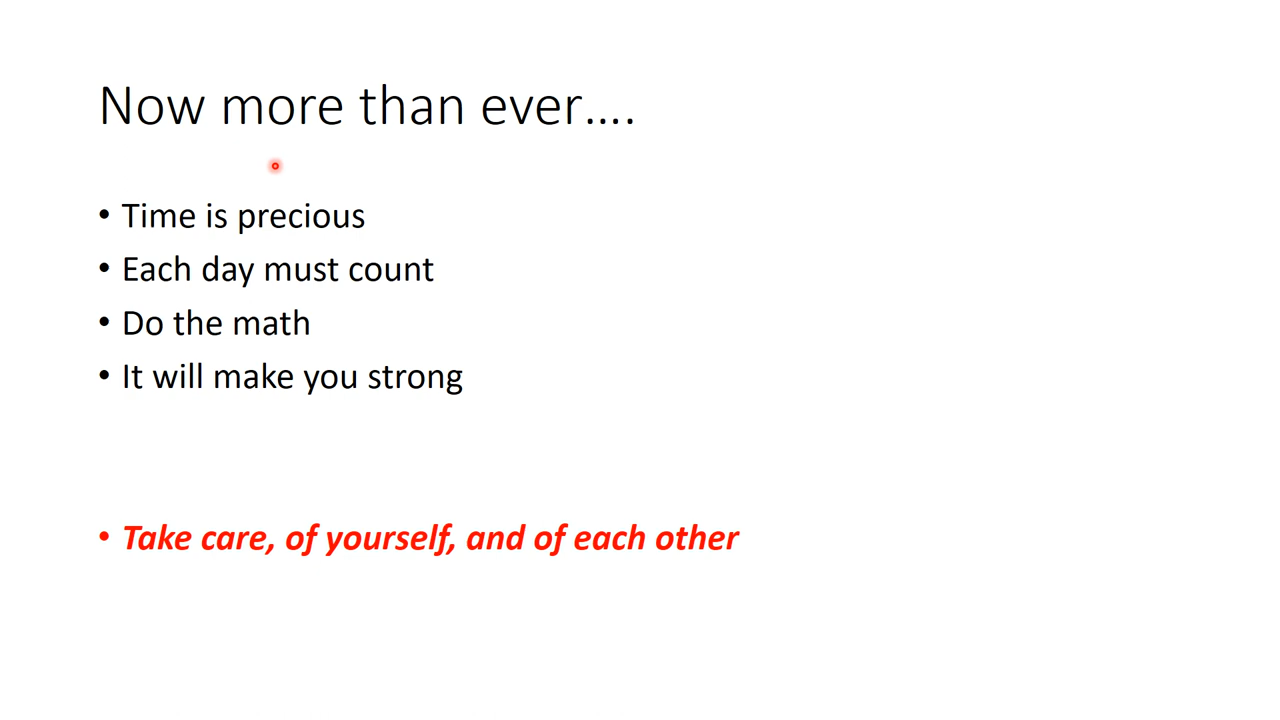 Now more than ever….
• Time is precious
• Each day must count
• Do the math
• It will make you strong
• Take care, of yourself, and of each other